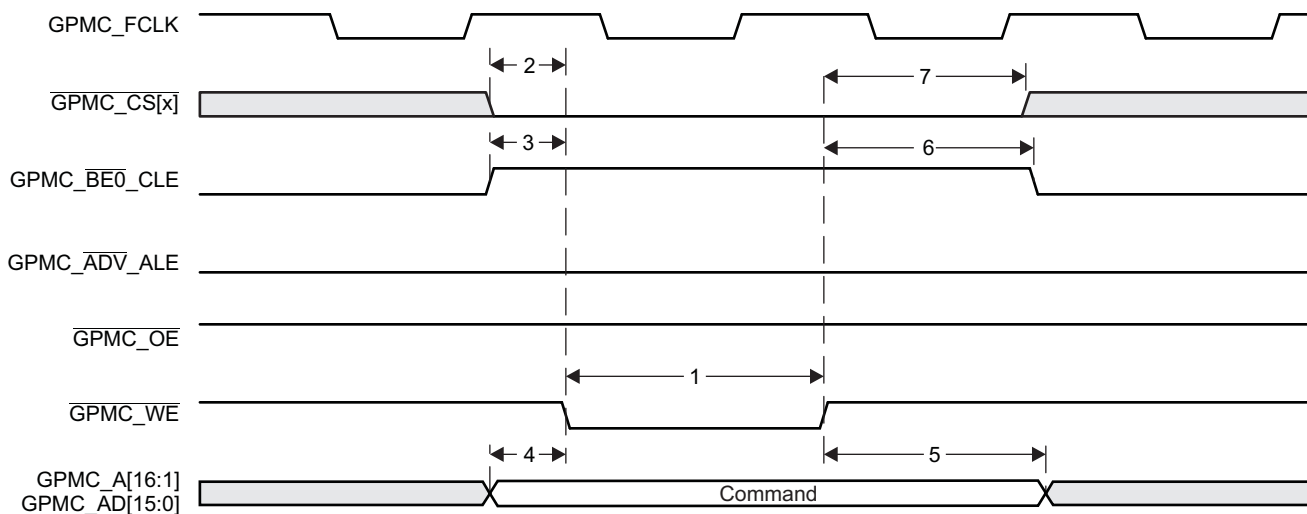 GPMC_FCLK
2
7
GPMC_CS[x]
3
6
GPMC_BE0_CLE
GPMC_ADV_ALE
GPMC_OE
1
GPMC_WE
4
5
GPMC_A[16:1]
GPMC_AD[15:0]
Command